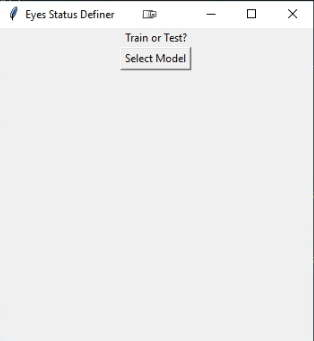 Eyes Status Definer
Train or Test?
Select Model